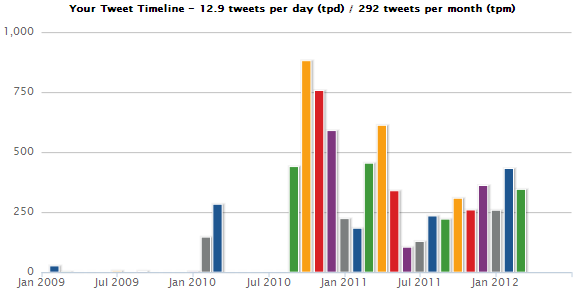 Your Tweet Timeline - 12.9 tweets per day (tpd) / 292 tweets per month (tpm)
1,000
750
500
250
0
Jan 2009 Jul 2009 Jan 2010 Jul 2010 Jan 2011 Jul 2011 Jan 2012